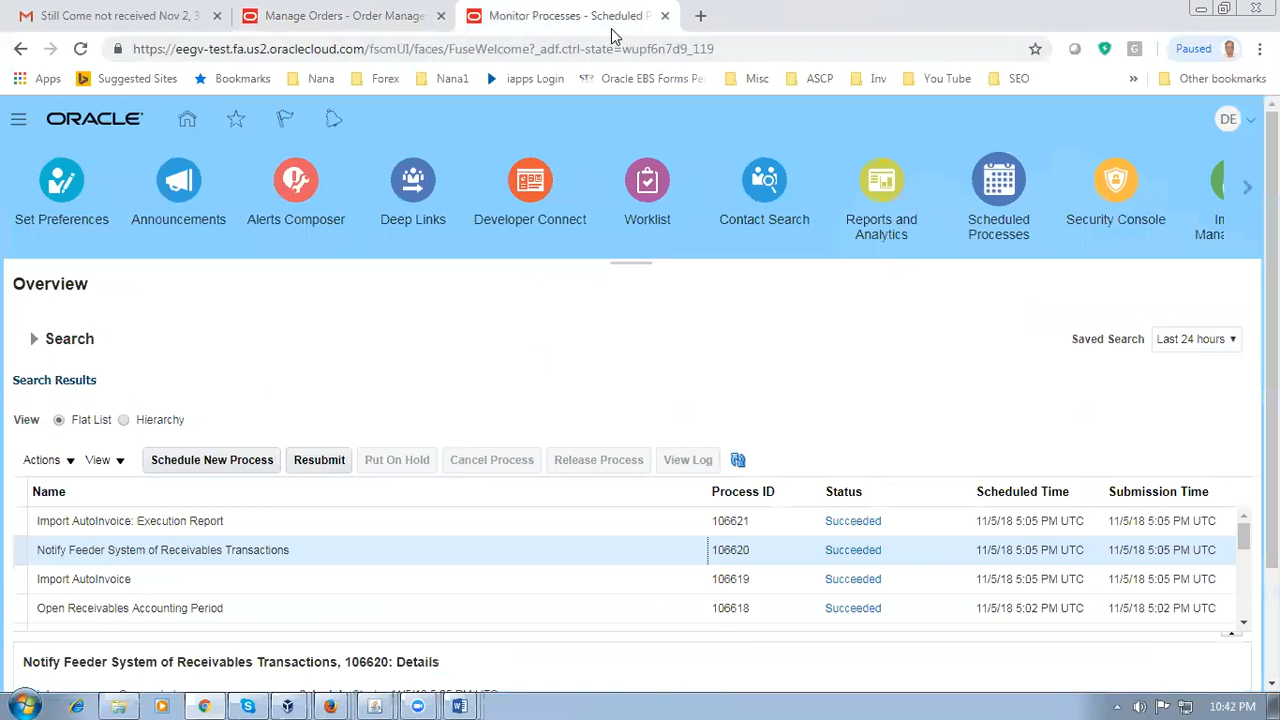 Still Come not received Nov 2, 3
Manage Orders - Order Manage
Monitor Processes - Scheduled P
https://eegv-test.fa.us2.oraclecloud.com/fscmUI/faces/FuseWelcome?_adf.ctrl-state=wupf6n7d9_119
Paused
Apps Suggested Sites Bookmarks Nana Forex Nana1 iapps Login Oracle EBS Forms Pe Misc ASCP Inv You Tube SEO » Other bookmarks
ORACLE DE
Set Preferences Announcements Alerts Composer Deep Links Developer Connect Worklist Contact Search Reports and Analytics Scheduled Processes Security Console In Mana
Overview
Search
Saved Search Last 24 hours
Search Results
View Flat List Hierarchy
Actions View Schedule New Process Resubmit Put On Hold Cancel Process Release Process View Log
Name Process ID Status Scheduled Time Submission Time
Import AutoInvoice: Execution Report 106621 Succeeded 11/5/18 5:05 PM UTC 11/5/18 5:05 PM UTC
Notify Feeder System of Receivables Transactions 106620 Succeeded 11/5/18 5:05 PM UTC 11/5/18 5:05 PM UTC
Import AutoInvoice 106619 Succeeded 11/5/18 5:05 PM UTC 11/5/18 5:05 PM UTC
Open Receivables Accounting Period 106618 Succeeded 11/5/18 5:02 PM UTC 11/5/18 5:02 PM UTC
Notify Feeder System of Receivables Transactions, 106620: Details
10:42 PM